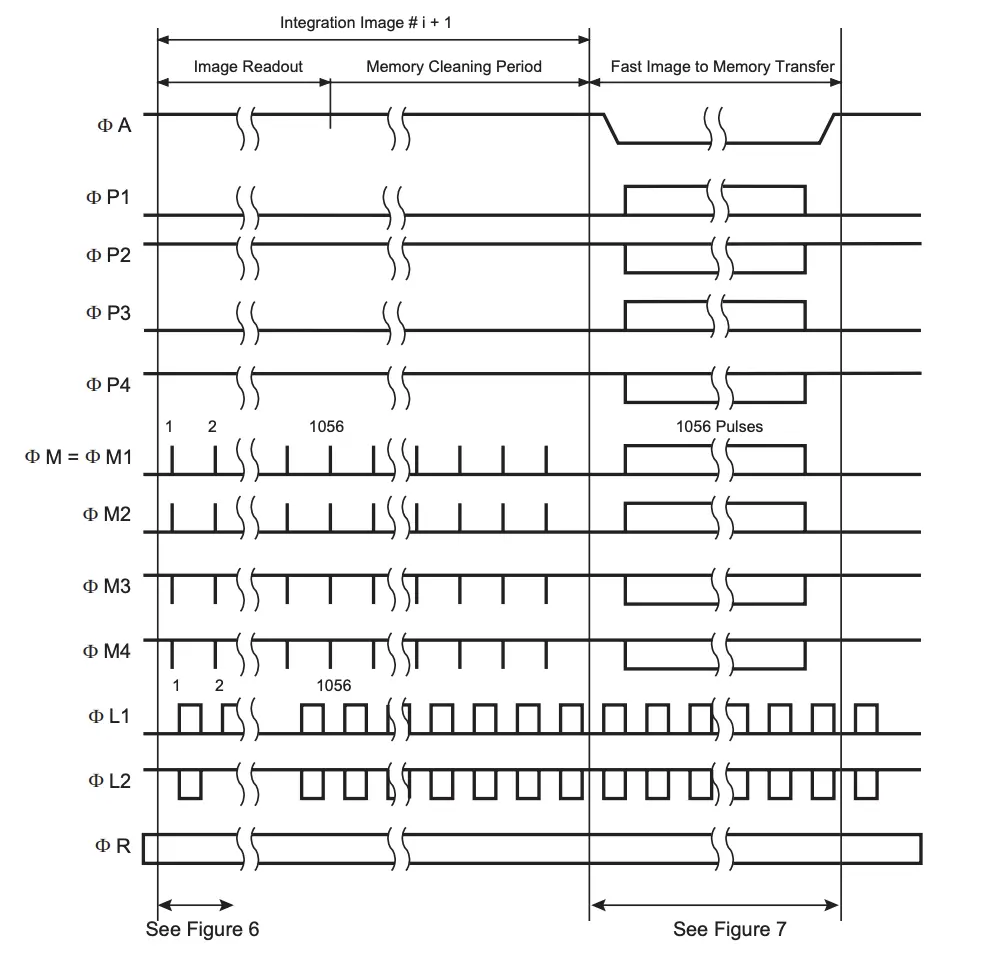 Integration Image # i + 1
Image Readout Memory Cleaning Period Fast Image to Memory Transfer
Φ A
Φ P1
Φ P2
Φ P3
Φ P4
1 2 1056 1056 Pulses
Φ M = Φ M1
Φ M2
Φ M3
Φ M4
1 2 1056
Φ L1
Φ L2
Φ R
See Figure 6 See Figure 7